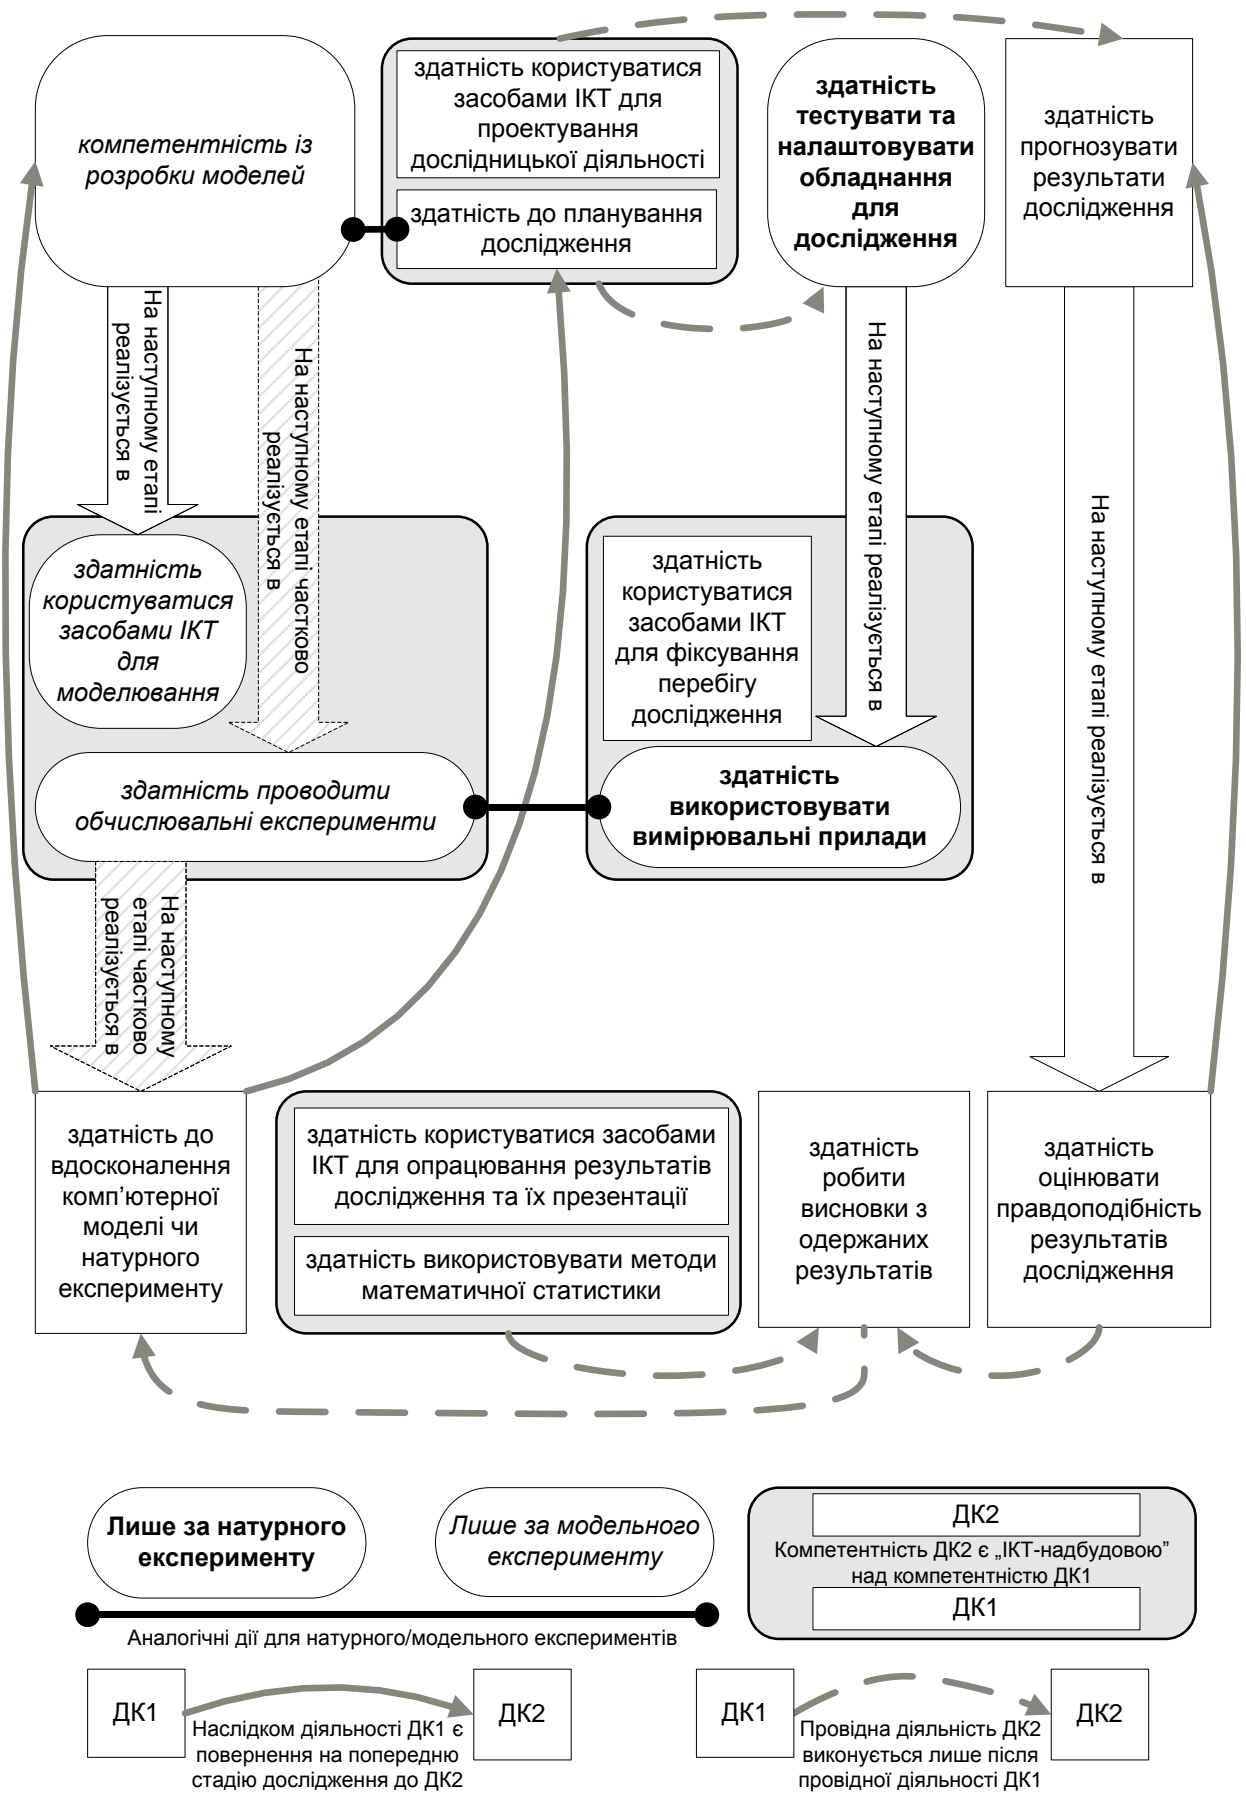 компетентність із
розробки моделей
здатність користуватися
засобами ІКТ для
проектування
дослідницької діяльності
здатність до планування
дослідження
здатність
тестувати та
налаштовувати
обладнання
для
дослідження
здатність
прогнозувати
результати
дослідження
На наступному етапі
реалізується в
На наступному етапі частково
реалізується в
На наступному етапі реалізується в
На наступному етапі реалізується в
здатність
користуватися
засобами ІКТ
для
моделювання
здатність
користуватися
засобами ІКТ
для фіксування
перебігу
дослідження
здатність проводити
обчислювальні експерименти
здатність
використовувати
вимірювальні прилади
На наступному
етапі частково
реалізується в
здатність до
вдосконалення
комп’ютерної
моделі чи
натурного
експерименту
здатність користуватися засобами
ІКТ для опрацювання результатів
дослідження та їх презентації
здатність використовувати методи
математичної статистики
здатність
робити
висновки з
одержаних
результатів
здатність
оцінювати
правдоподібність
результатів
дослідження
Лише за натурного
експерименту
Лише за модельного
експерименту
ДК2
Компетентність ДК2 є „ІКТ-надбудовою”
над компетентністю ДК1
ДК1
Аналогічні дії для натурного/модельного експериментів
ДК1
ДК2
Наслідком діяльності ДК1 є
повернення на попередню
стадію дослідження до ДК2
ДК1
ДК2
Провідна діяльність ДК2
виконується лише після
провідної діяльності ДК1